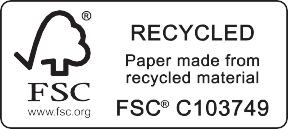 ®
FSC
www.fsc.org
RECYCLED
Paper made from
recycled material
FSC® C103749